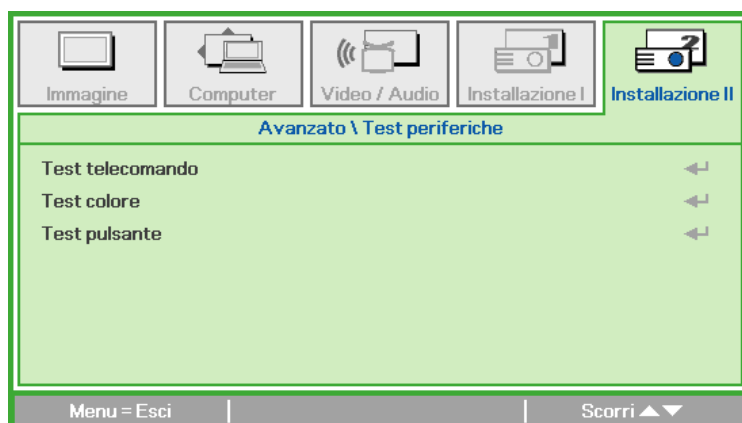 Immagine
Computer
Video / Audio
Installazione I
Installazione II
Avanzato \ Test periferiche
Test telecomando
Test colore
Test pulsante
Menu = Esci
Scorri ▲▼